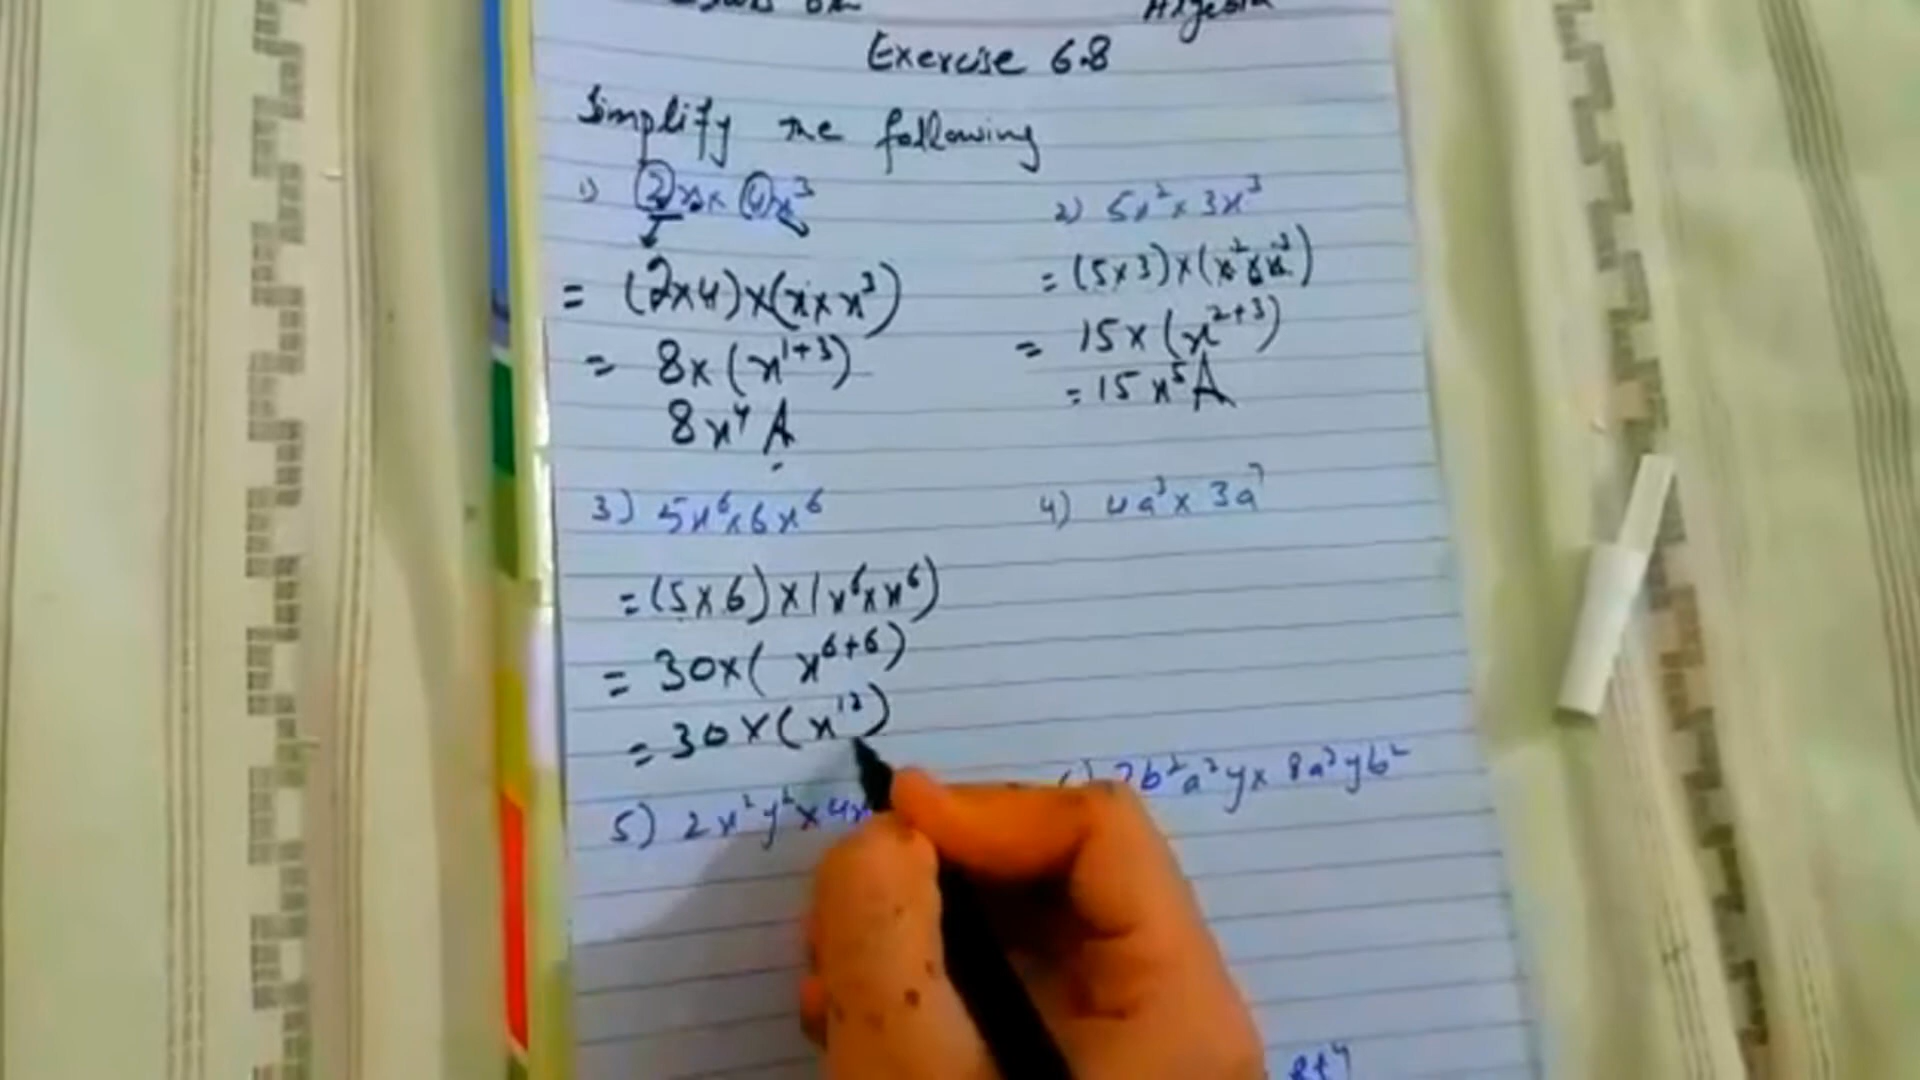 Exercise 6.8
Simplify the following
1) 2x × 4x³
= (2×4)×(x×x³)
= 8×(x¹⁺³)
8x⁴ A
2) 5x² × 3x³
= (5×3)×(x²×x³)
= 15×(x²⁺³)
= 15x⁵ A
3) 5x⁶×6x⁶
= (5×6)×(x⁶×x⁶)
= 30×(x⁶⁺⁶)
= 30×(x¹²)
4) 4a³ × 3a⁷
5) 2x²y²×4x
b²a²y× 8a³yb²